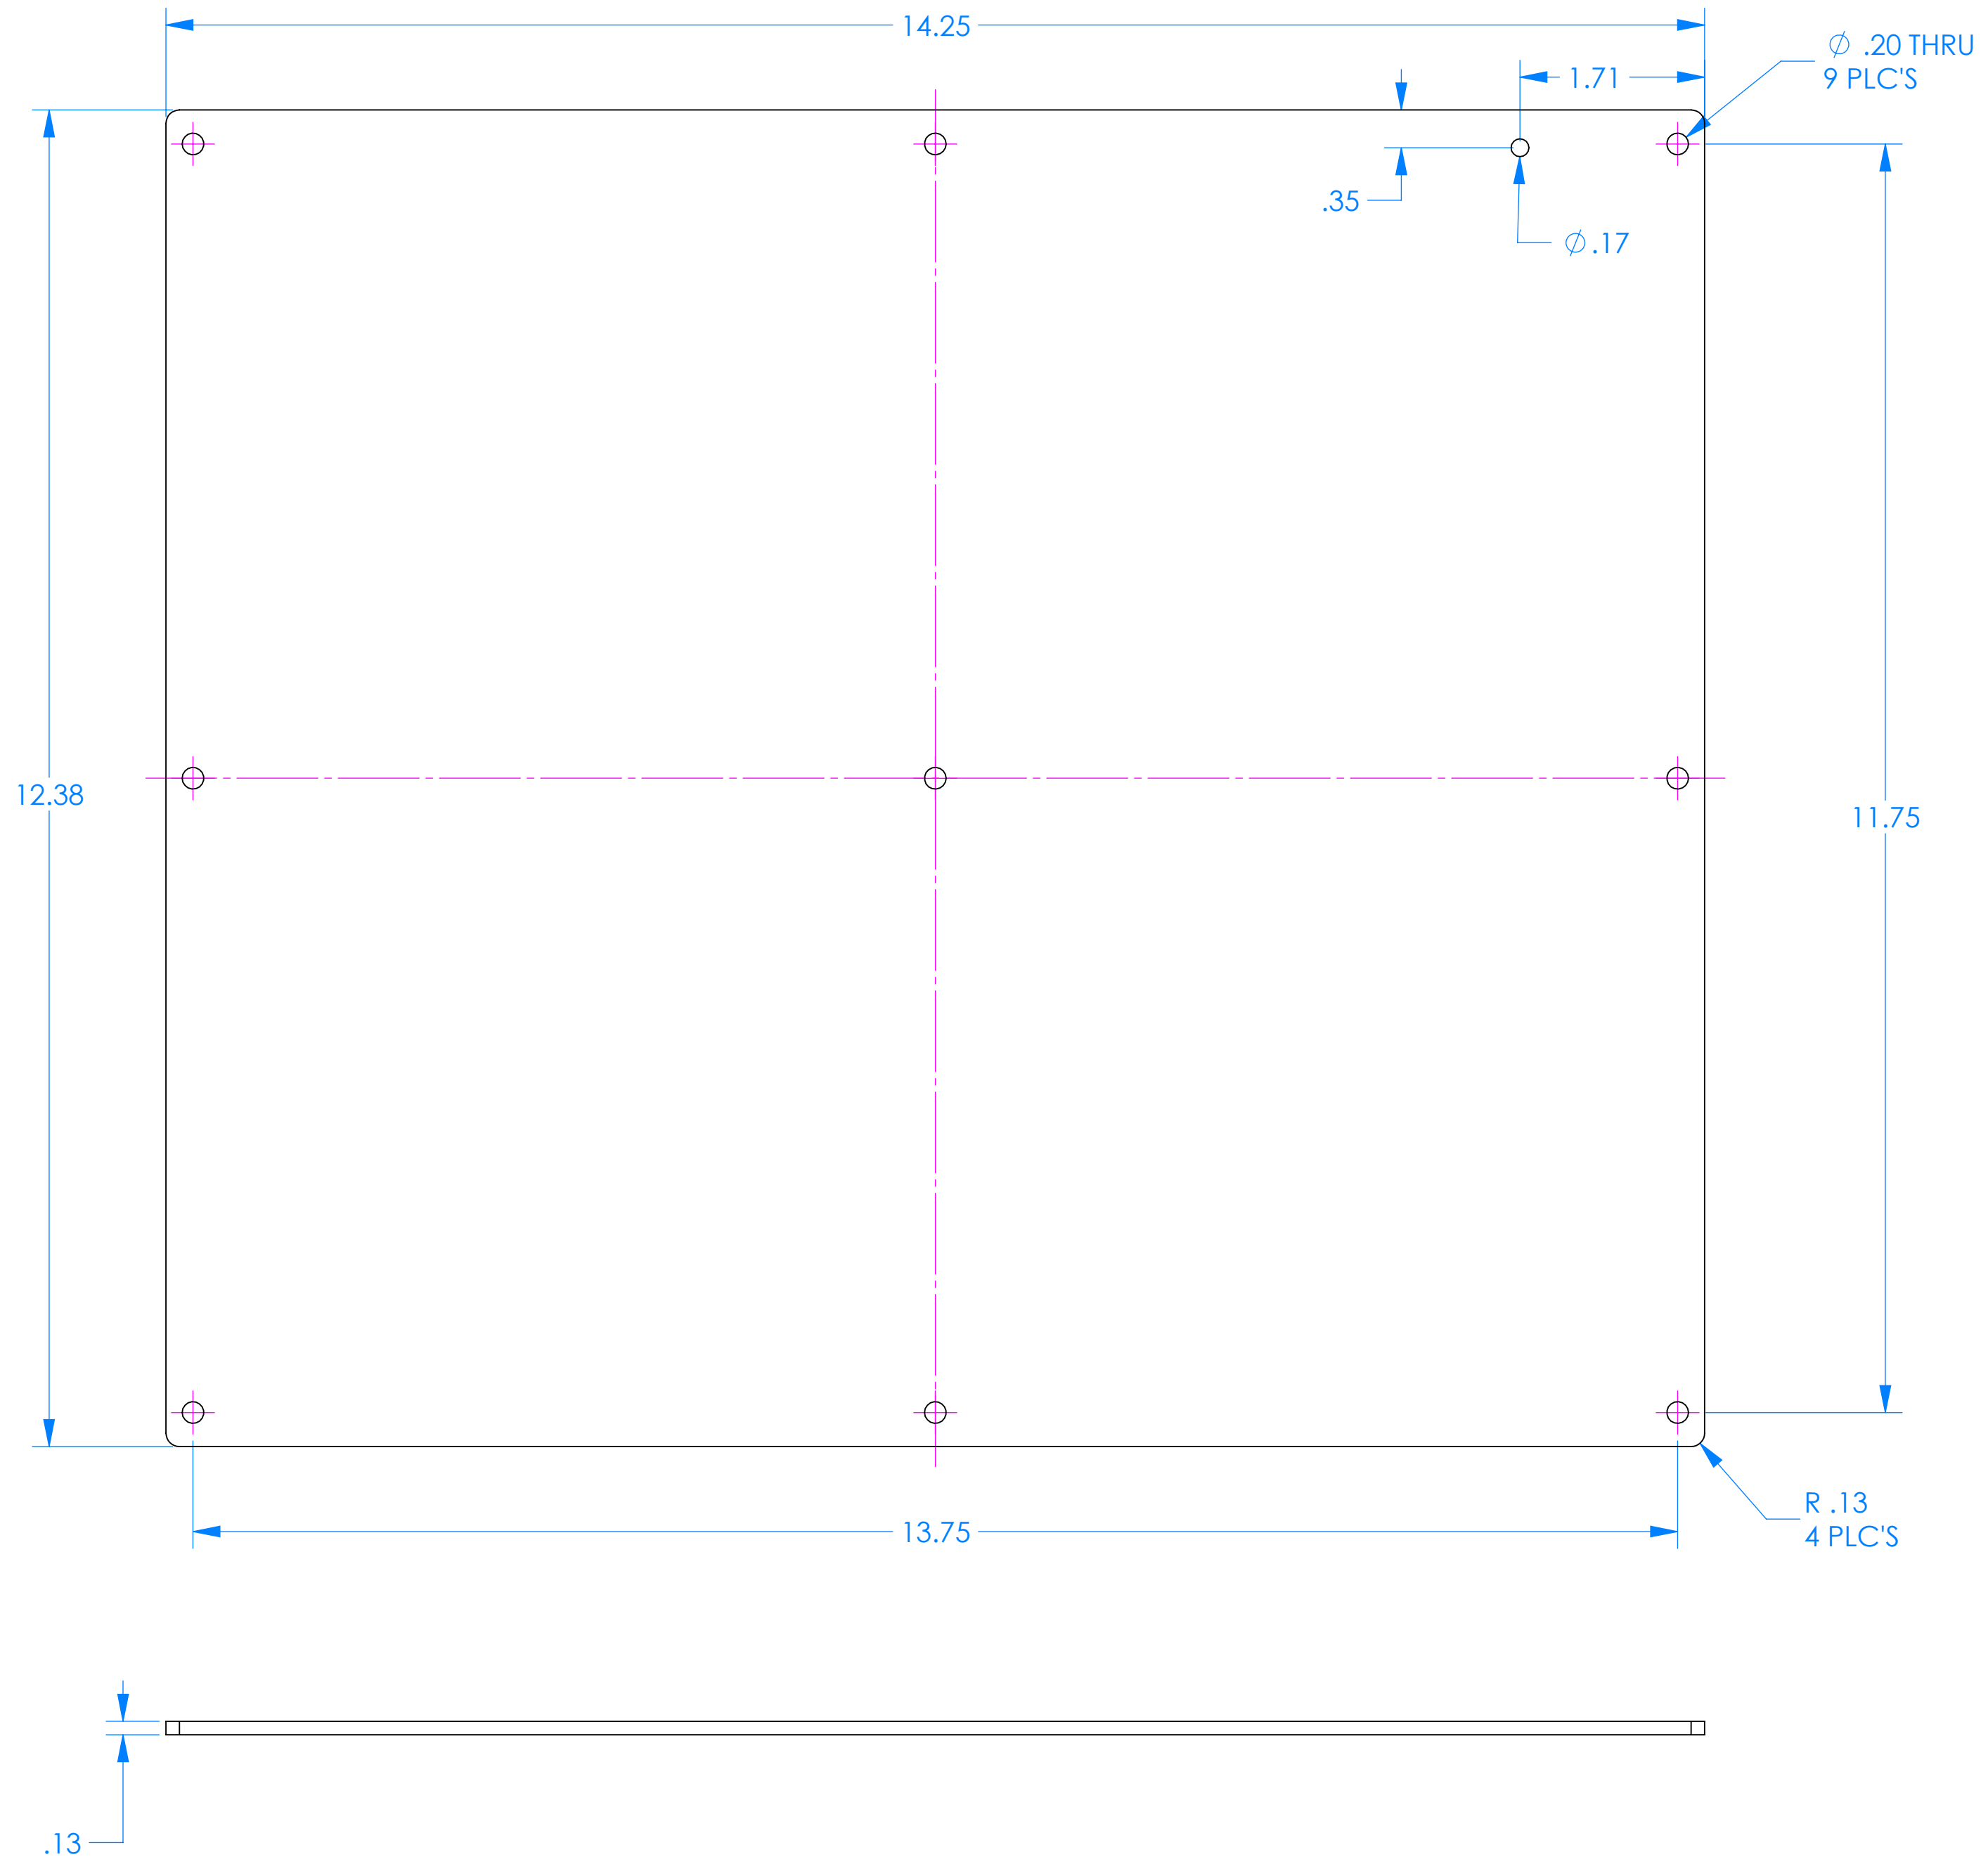 14.25
⌀ .20 THRU
9 PLC'S
1.71
.35
⌀ .17
12.38
11.75
R .13
4 PLC'S
13.75
.13